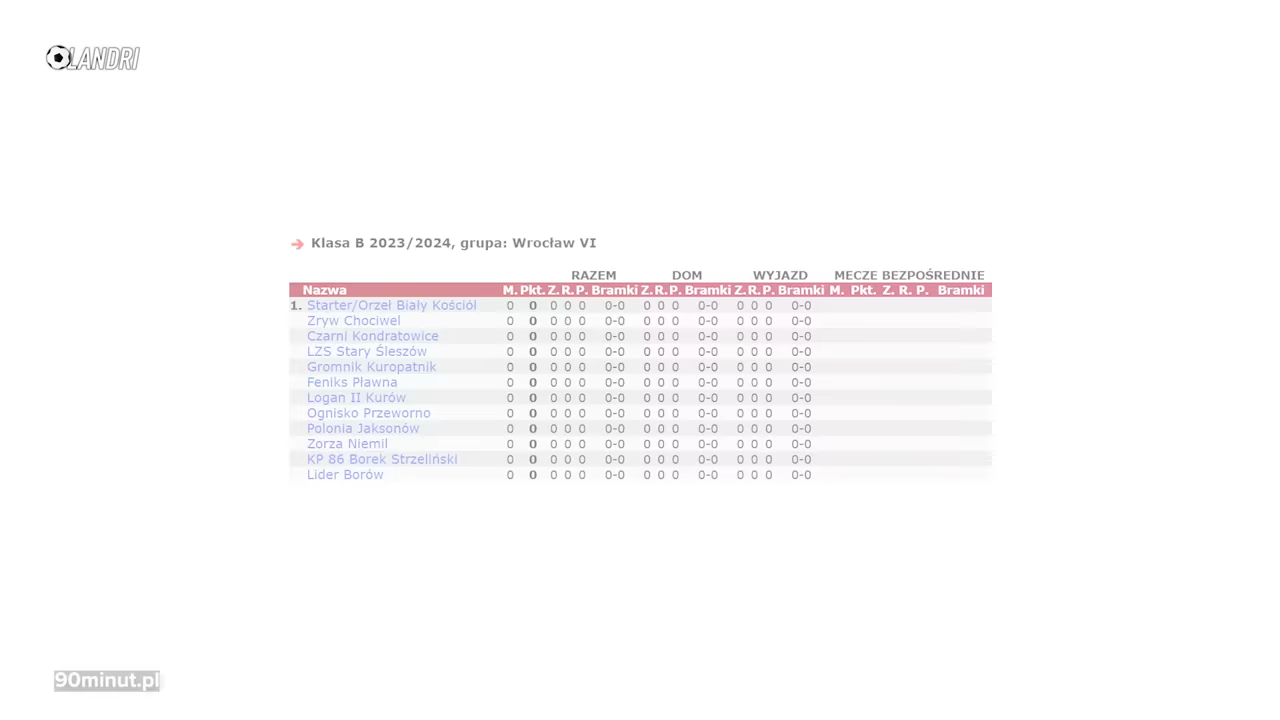 LANDRI
Klasa B 2023/2024, grupa: Wrocław VI
RAZEM DOM WYJAZD MECZE BEZPOŚREDNIE
Nazwa M. Pkt. Z. R. P. Bramki Z. R. P. Bramki Z. R. P. Bramki M. Pkt. Z. R. P. Bramki
1. Starter/Orzeł Biały Kościół 0 0 0 0 0 0-0 0 0 0 0-0 0 0 0 0-0
Zryw Chociwel 0 0 0 0 0 0-0 0 0 0 0-0 0 0 0 0-0
Czarni Kondratowice 0 0 0 0 0 0-0 0 0 0 0-0 0 0 0 0-0
LZS Stary Śleszów 0 0 0 0 0 0-0 0 0 0 0-0 0 0 0 0-0
Gromnik Kuropatnik 0 0 0 0 0 0-0 0 0 0 0-0 0 0 0 0-0
Feniks Pławna 0 0 0 0 0 0-0 0 0 0 0-0 0 0 0 0-0
Logan II Kurów 0 0 0 0 0 0-0 0 0 0 0-0 0 0 0 0-0
Ognisko Przeworno 0 0 0 0 0 0-0 0 0 0 0-0 0 0 0 0-0
Polonia Jaksonów 0 0 0 0 0 0-0 0 0 0 0-0 0 0 0 0-0
Zorza Niemil 0 0 0 0 0 0-0 0 0 0 0-0 0 0 0 0-0
KP 86 Borek Strzeliński 0 0 0 0 0 0-0 0 0 0 0-0 0 0 0 0-0
Lider Borów 0 0 0 0 0 0-0 0 0 0 0-0 0 0 0 0-0
90minut.pl